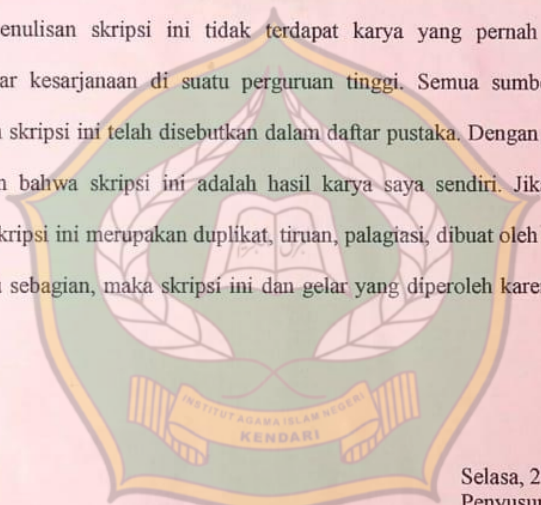 enulisan skripsi ini tidak terdapat karya yang pernah
ar kesarjanaan di suatu perguruan tinggi. Semua sumb
skripsi ini telah disebutkan dalam daftar pustaka. Dengan
n bahwa skripsi ini adalah hasil karya saya sendiri. Jik
kripsi ini merupakan duplikat, tiruan, palagiasi, dibuat oleh
sebagian, maka skripsi ini dan gelar yang diperoleh kare
INSTITUT AGAMA ISLAM NEGERI
KENDARI
Selasa, 2
Penyusun